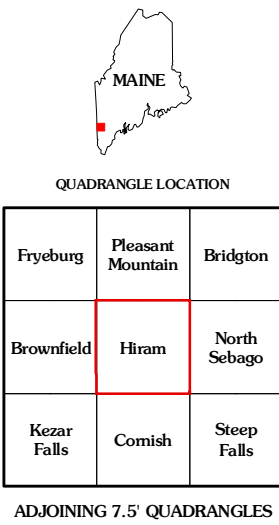 MAINE
QUADRANGLE LOCATION
Fryeburg
Pleasant
Mountain
Bridgton
Brownfield
Hiram
North
Sebago
Kezar
Falls
Cornish
Steep
Falls
ADJOINING 7.5' QUADRANGLES